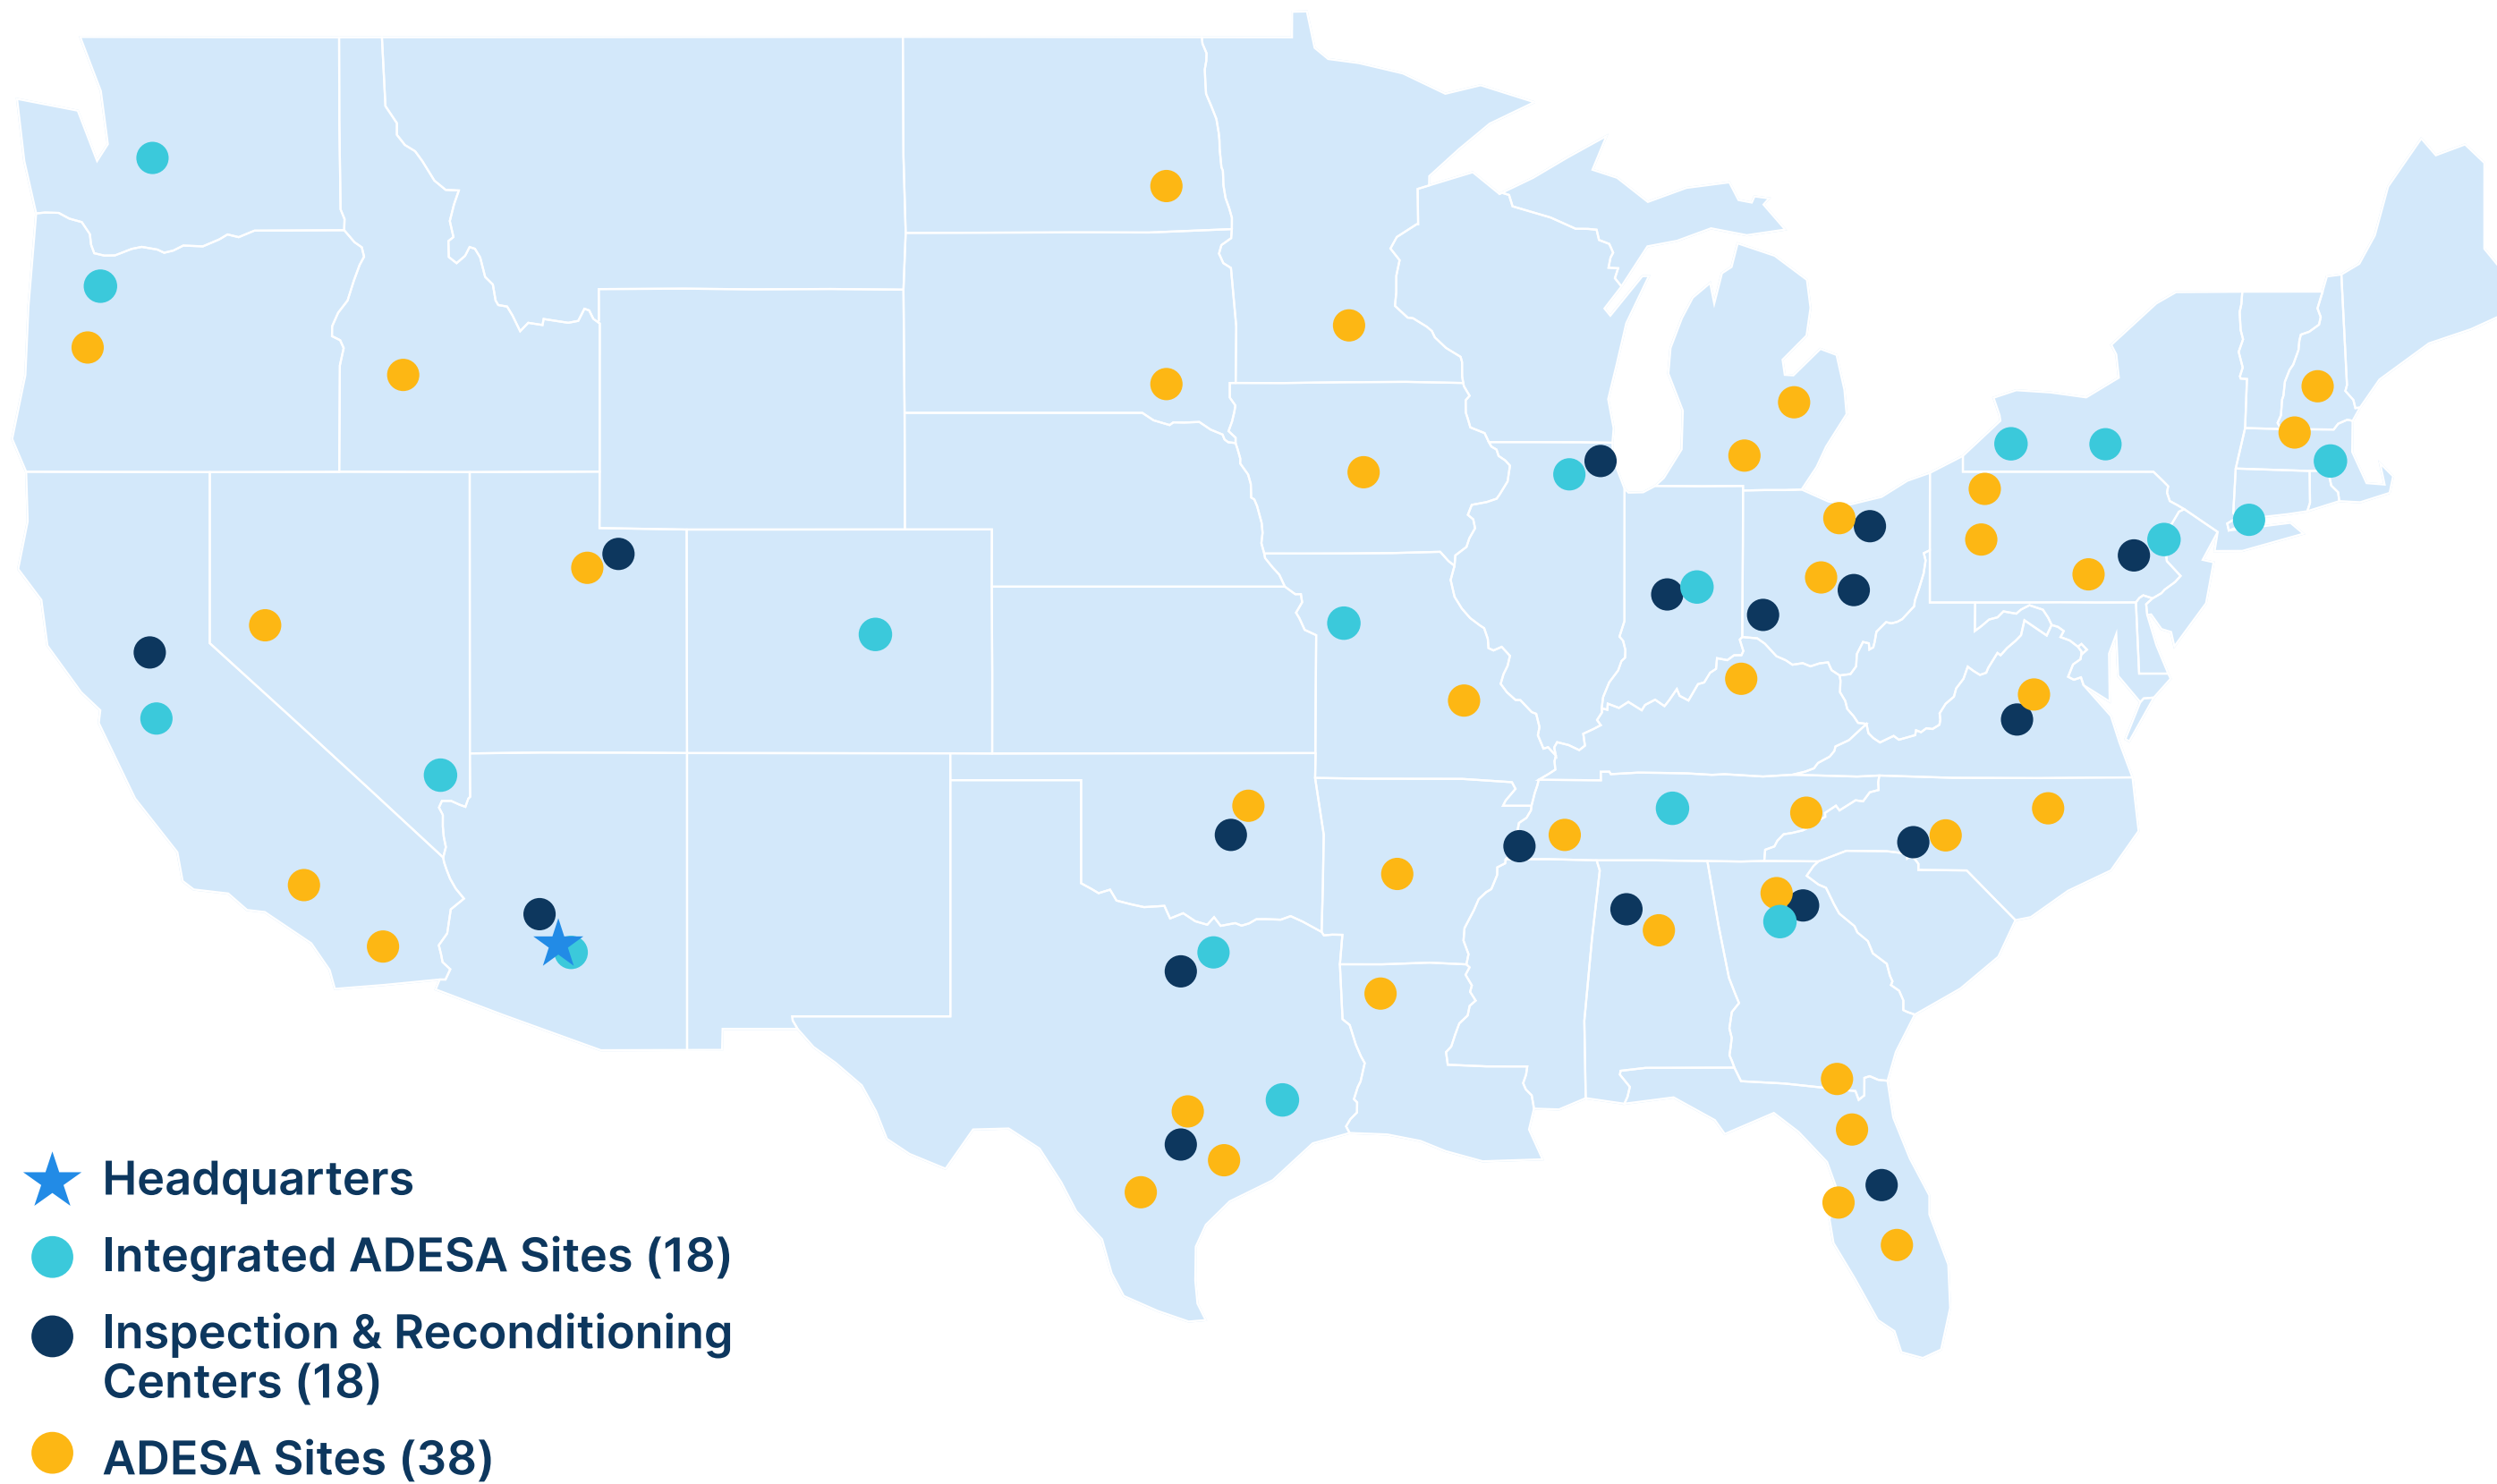 Headquarters
Integrated ADESA Sites (18)
Inspection & Reconditioning
Centers (18)
ADESA Sites (38)